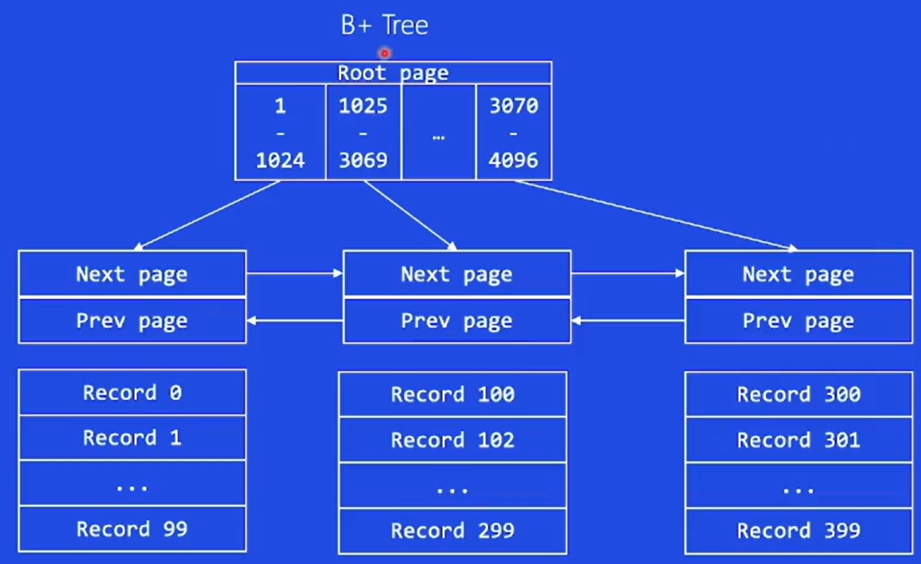 B+ Tree
Root page
1
-
1024
1025
-
3069
…
3070
-
4096
Next page
Prev page
Next page
Prev page
Next page
Prev page
Record 0
Record 1
...
Record 99
Record 100
Record 102
...
Record 299
Record 300
Record 301
...
Record 399